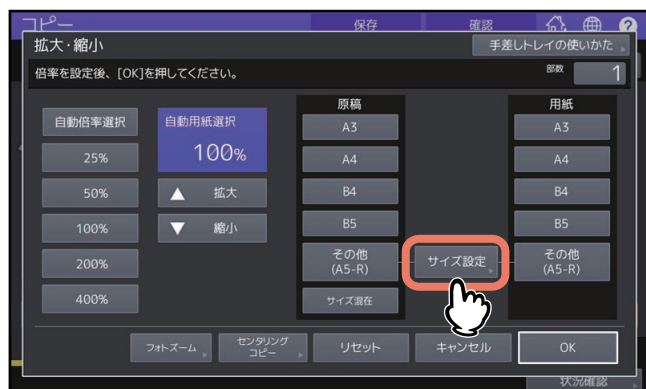 コピー
保存
確認
?
拡大・縮小
手差しトレイの使いかた
倍率を設定後、[OK]を押してください。
部数
1
自動倍率選択
25%
50%
100%
200%
400%
自動用紙選択
100%
拡大
縮小
原稿
A3
A4
B4
B5
その他
(A5-R)
サイズ混在
サイズ設定
用紙
A3
A4
B4
B5
その他
(A5-R)
フォトズーム
センタリング
コピー
リセット
キャンセル
OK
状況確認